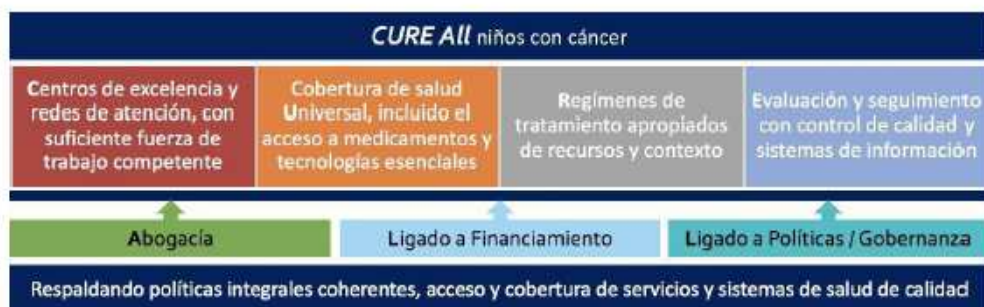 CURE All niños con cáncer
Centros de excelencia y
redes de atención, con
suficiente fuerza de
trabajo competente
Cobertura de salud
Universal, incluido el
acceso a medicamentos y
tecnologías esenciales
Regímenes de
tratamiento apropiados
de recursos y contexto
Evaluación y seguimiento
con control de calidad y
sistemas de información
Abogacía
Ligado a Financiamiento
Ligado a Políticas / Gobernanza
Respaldando políticas integrales coherentes, acceso y cobertura de servicios y sistemas de salud de calidad